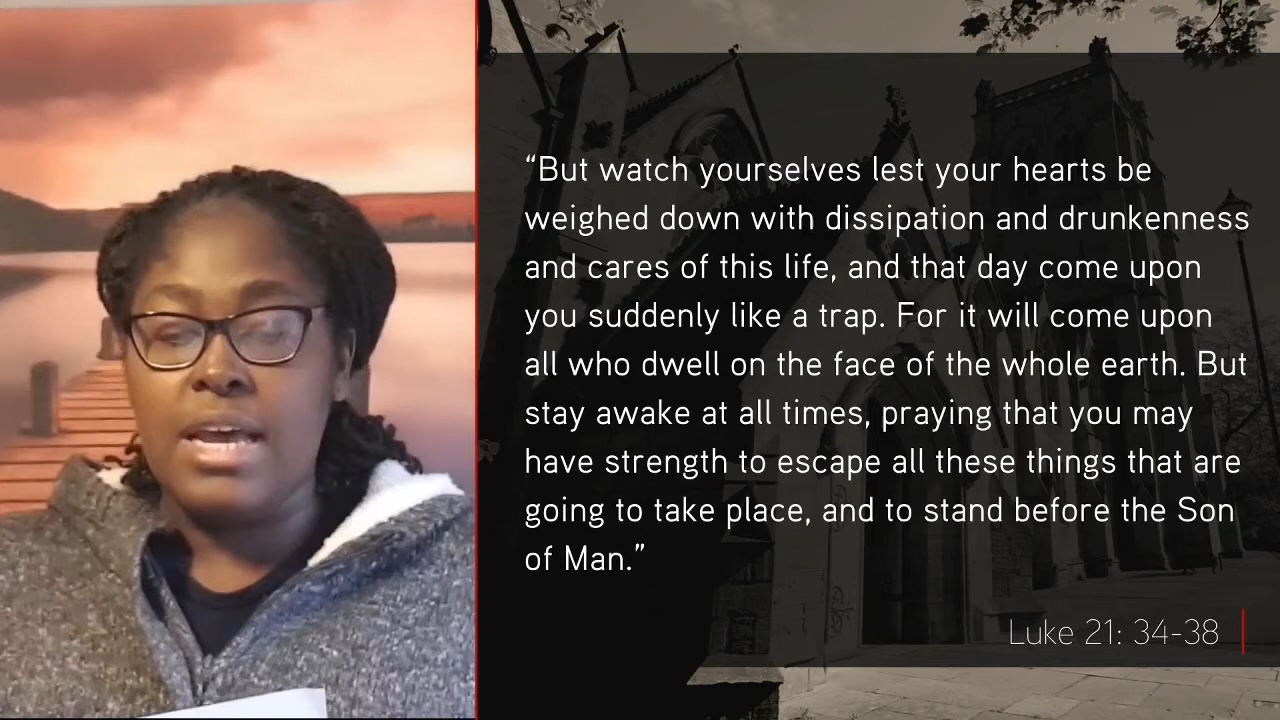 “But watch yourselves lest your hearts be
weighed down with dissipation and drunkenness
and cares of this life, and that day come upon
you suddenly like a trap. For it will come upon
all who dwell on the face of the whole earth. But
stay awake at all times, praying that you may
have strength to escape all these things that are
going to take place, and to stand before the Son
of Man.”
Luke 21: 34-38